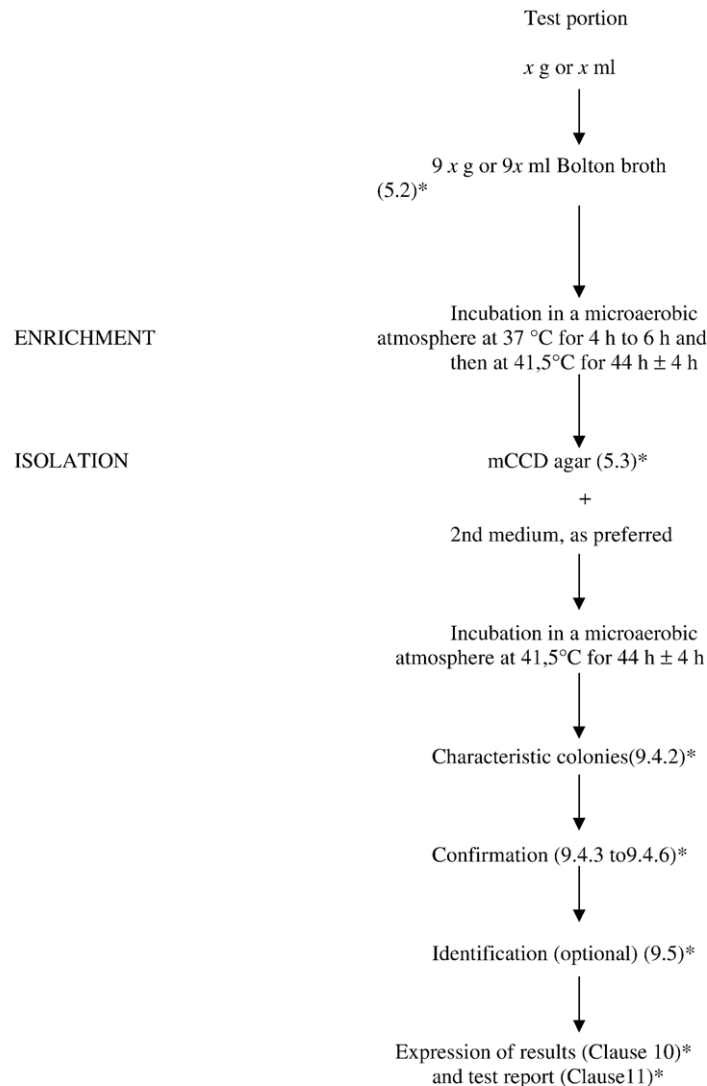 Test portion
x g or x ml
9 x g or 9x ml Bolton broth
(5.2)*
Incubation in a microaerobic
ENRICHMENT
atmosphere at 37 °C for 4 h to 6 h and
then at 41,5°C for 44 h ± 4 h
ISOLATION
mCCD agar (5.3)*
+
2nd medium, as preferred
Incubation in a microaerobic
atmosphere at 41,5°C for 44 h ± 4 h
Characteristic colonies(9.4.2)*
Confirmation (9.4.3 to9.4.6)*
Identification (optional) (9.5)*
Expression of results (Clause 10)*
and test report (Clause11)*